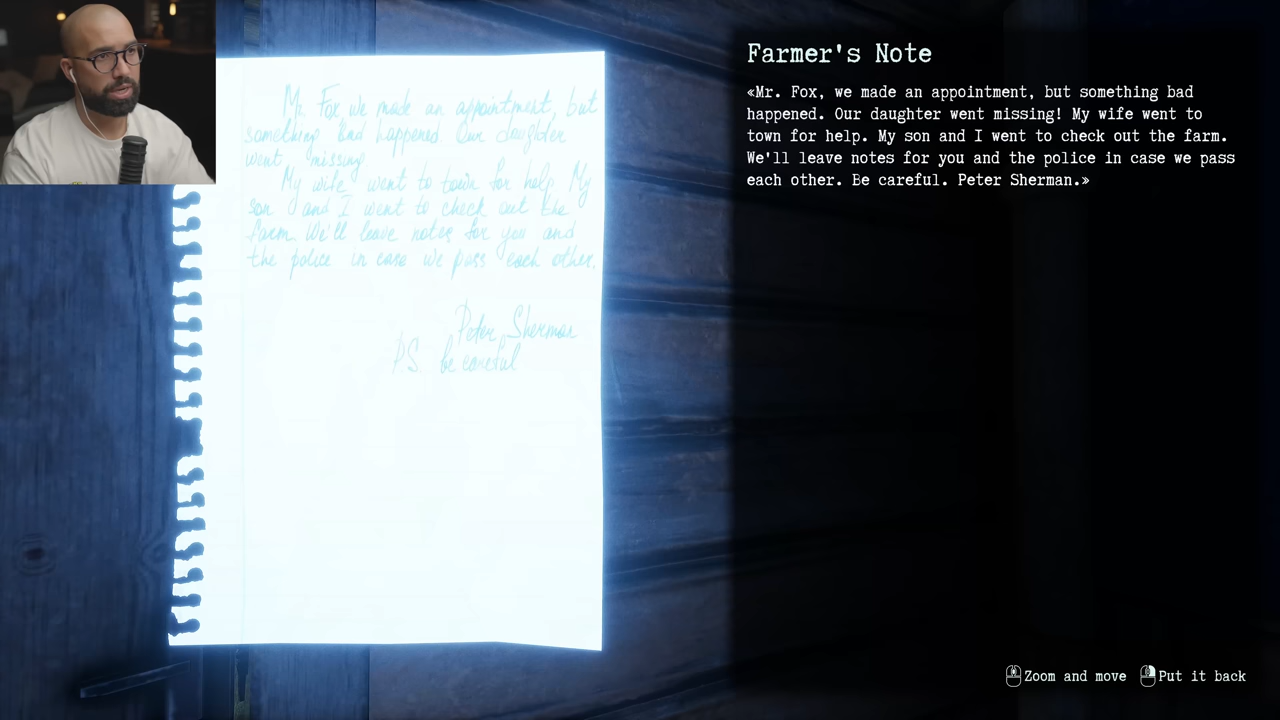 Mr. Fox, we made an appointment, but
something bad happened. Our daughter
went missing.
My wife went to town for help. My
son and I went to check out the
farm. We'll leave notes for you and
the police in case we pass each other.
Peter Sherman
P.S. be careful
Farmer's Note
«Mr. Fox, we made an appointment, but something bad
happened. Our daughter went missing! My wife went to
town for help. My son and I went to check out the farm.
We'll leave notes for you and the police in case we pass
each other. Be careful. Peter Sherman.»
Zoom and move Put it back